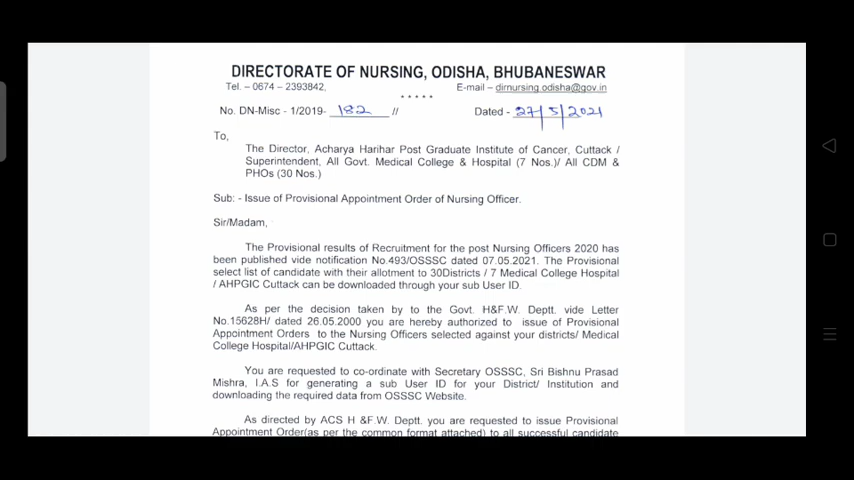 DIRECTORATE OF NURSING, ODISHA, BHUBANESWAR
Tel. – 0674 – 2393842, E-mail – dirnursing.odisha@gov.in
* * * * *
No. DN-Misc - 1/2019- 182 // Dated - 27/5/2021
To,
The Director, Acharya Harihar Post Graduate Institute of Cancer, Cuttack /
Superintendent, All Govt. Medical College & Hospital (7 Nos.)/ All CDM &
PHOs (30 Nos.)
Sub: - Issue of Provisional Appointment Order of Nursing Officer.
Sir/Madam,
The Provisional results of Recruitment for the post Nursing Officers 2020 has
been published vide notification No.493/OSSSC dated 07.05.2021. The Provisional
select list of candidate with their allotment to 30Districts / 7 Medical College Hospital
/ AHPGIC Cuttack can be downloaded through your sub User ID.
As per the decision taken by to the Govt. H&F.W. Deptt. vide Letter
No.15628H/ dated 26.05.2000 you are hereby authorized to issue of Provisional
Appointment Orders to the Nursing Officers selected against your districts/ Medical
College Hospital/AHPGIC Cuttack.
You are requested to co-ordinate with Secretary OSSSC, Sri Bishnu Prasad
Mishra, I.A.S for generating a sub User ID for your District/ Institution and
downloading the required data from OSSSC Website.
As directed by ACS H &F.W. Deptt. you are requested to issue Provisional
Appointment Order(as per the common format attached) to all successful candidate